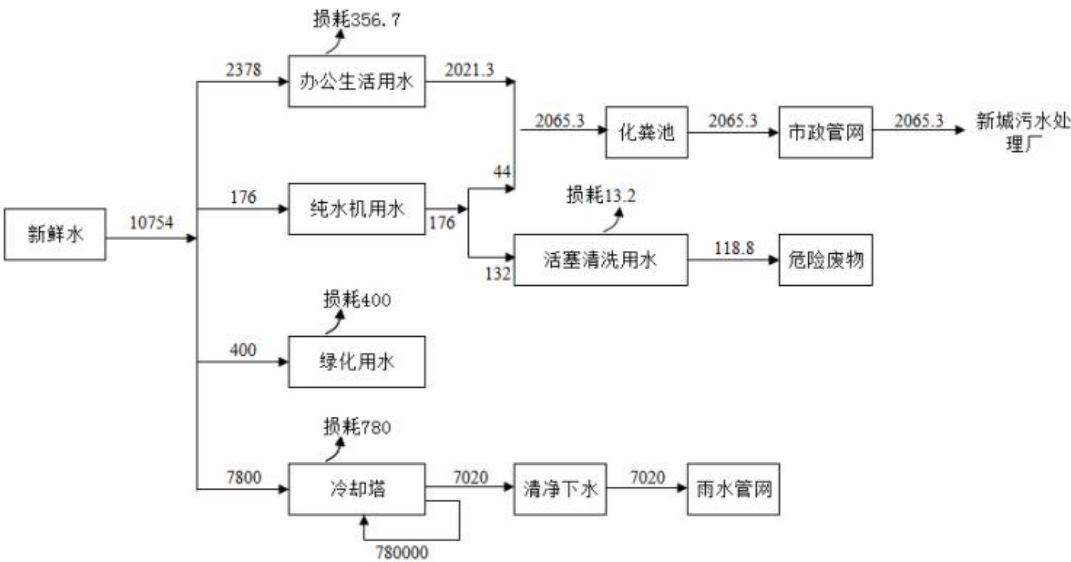 损耗356.7
2378
办公生活用水
2021.3
2065.3
化粪池
2065.3
市政管网
2065.3
新城污水处
理厂
44
176
纯水机用水
176
损耗13.2
新鲜水
10754
132
活塞清洗用水
118.8
危险废物
损耗400
400
绿化用水
损耗780
7800
冷却塔
7020
清净下水
7020
雨水管网
780000